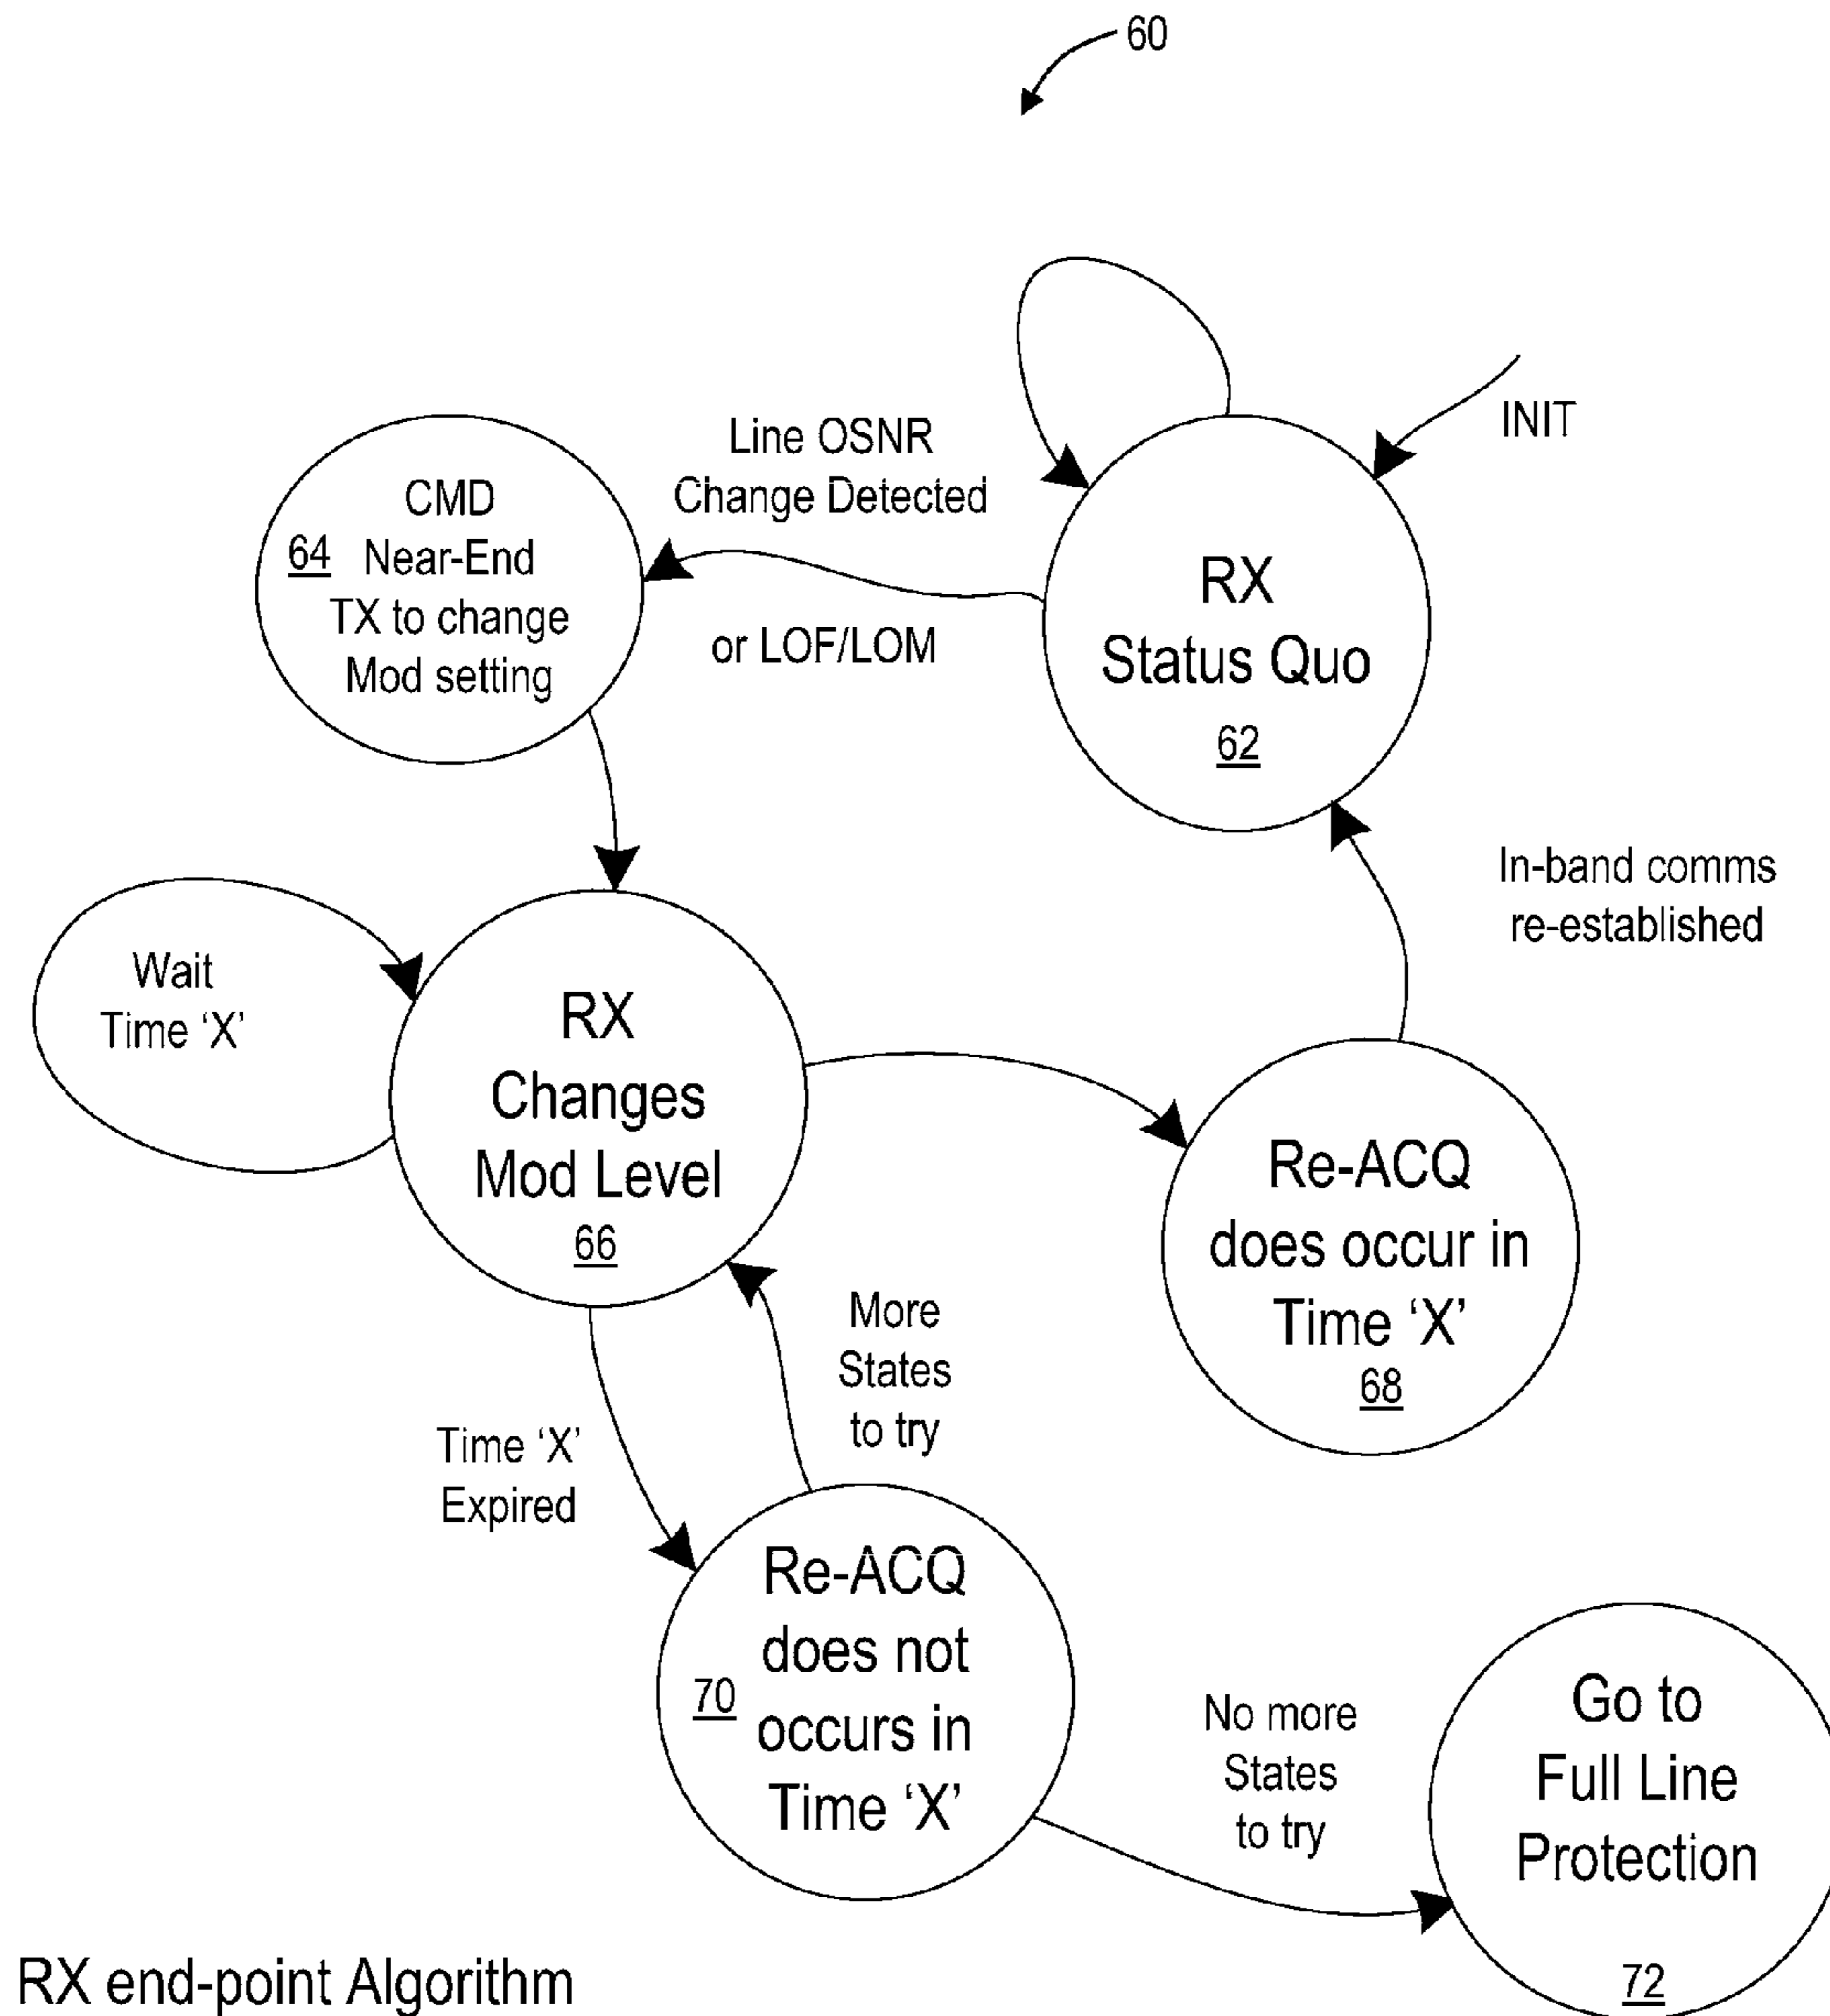 60
INIT
Line OSNR
Change Detected
or LOF/LOM
CMD
64 Near-End
TX to change
Mod setting
RX
Status Quo
62
In-band comms
re-established
Wait
Time ‘X’
RX
Changes
Mod Level
66
Re-ACQ
does occur in
Time ‘X’
68
More
States
to try
Time ‘X’
Expired
Re-ACQ
does not
70
occurs in
Time ‘X’
No more
States
to try
Go to
Full Line
Protection
72
RX end-point Algorithm